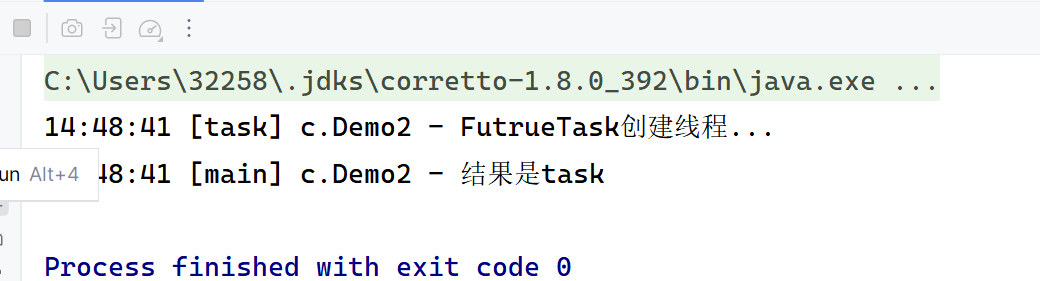 C:\Users\32258\.jdks\corretto-1.8.0_392\bin\java.exe ...
14:48:41 [task] c.Demo2 - FutrueTask创建线程...
un Alt+4
48:41 [main] c.Demo2 - 结果是task
Process finished with exit code 0